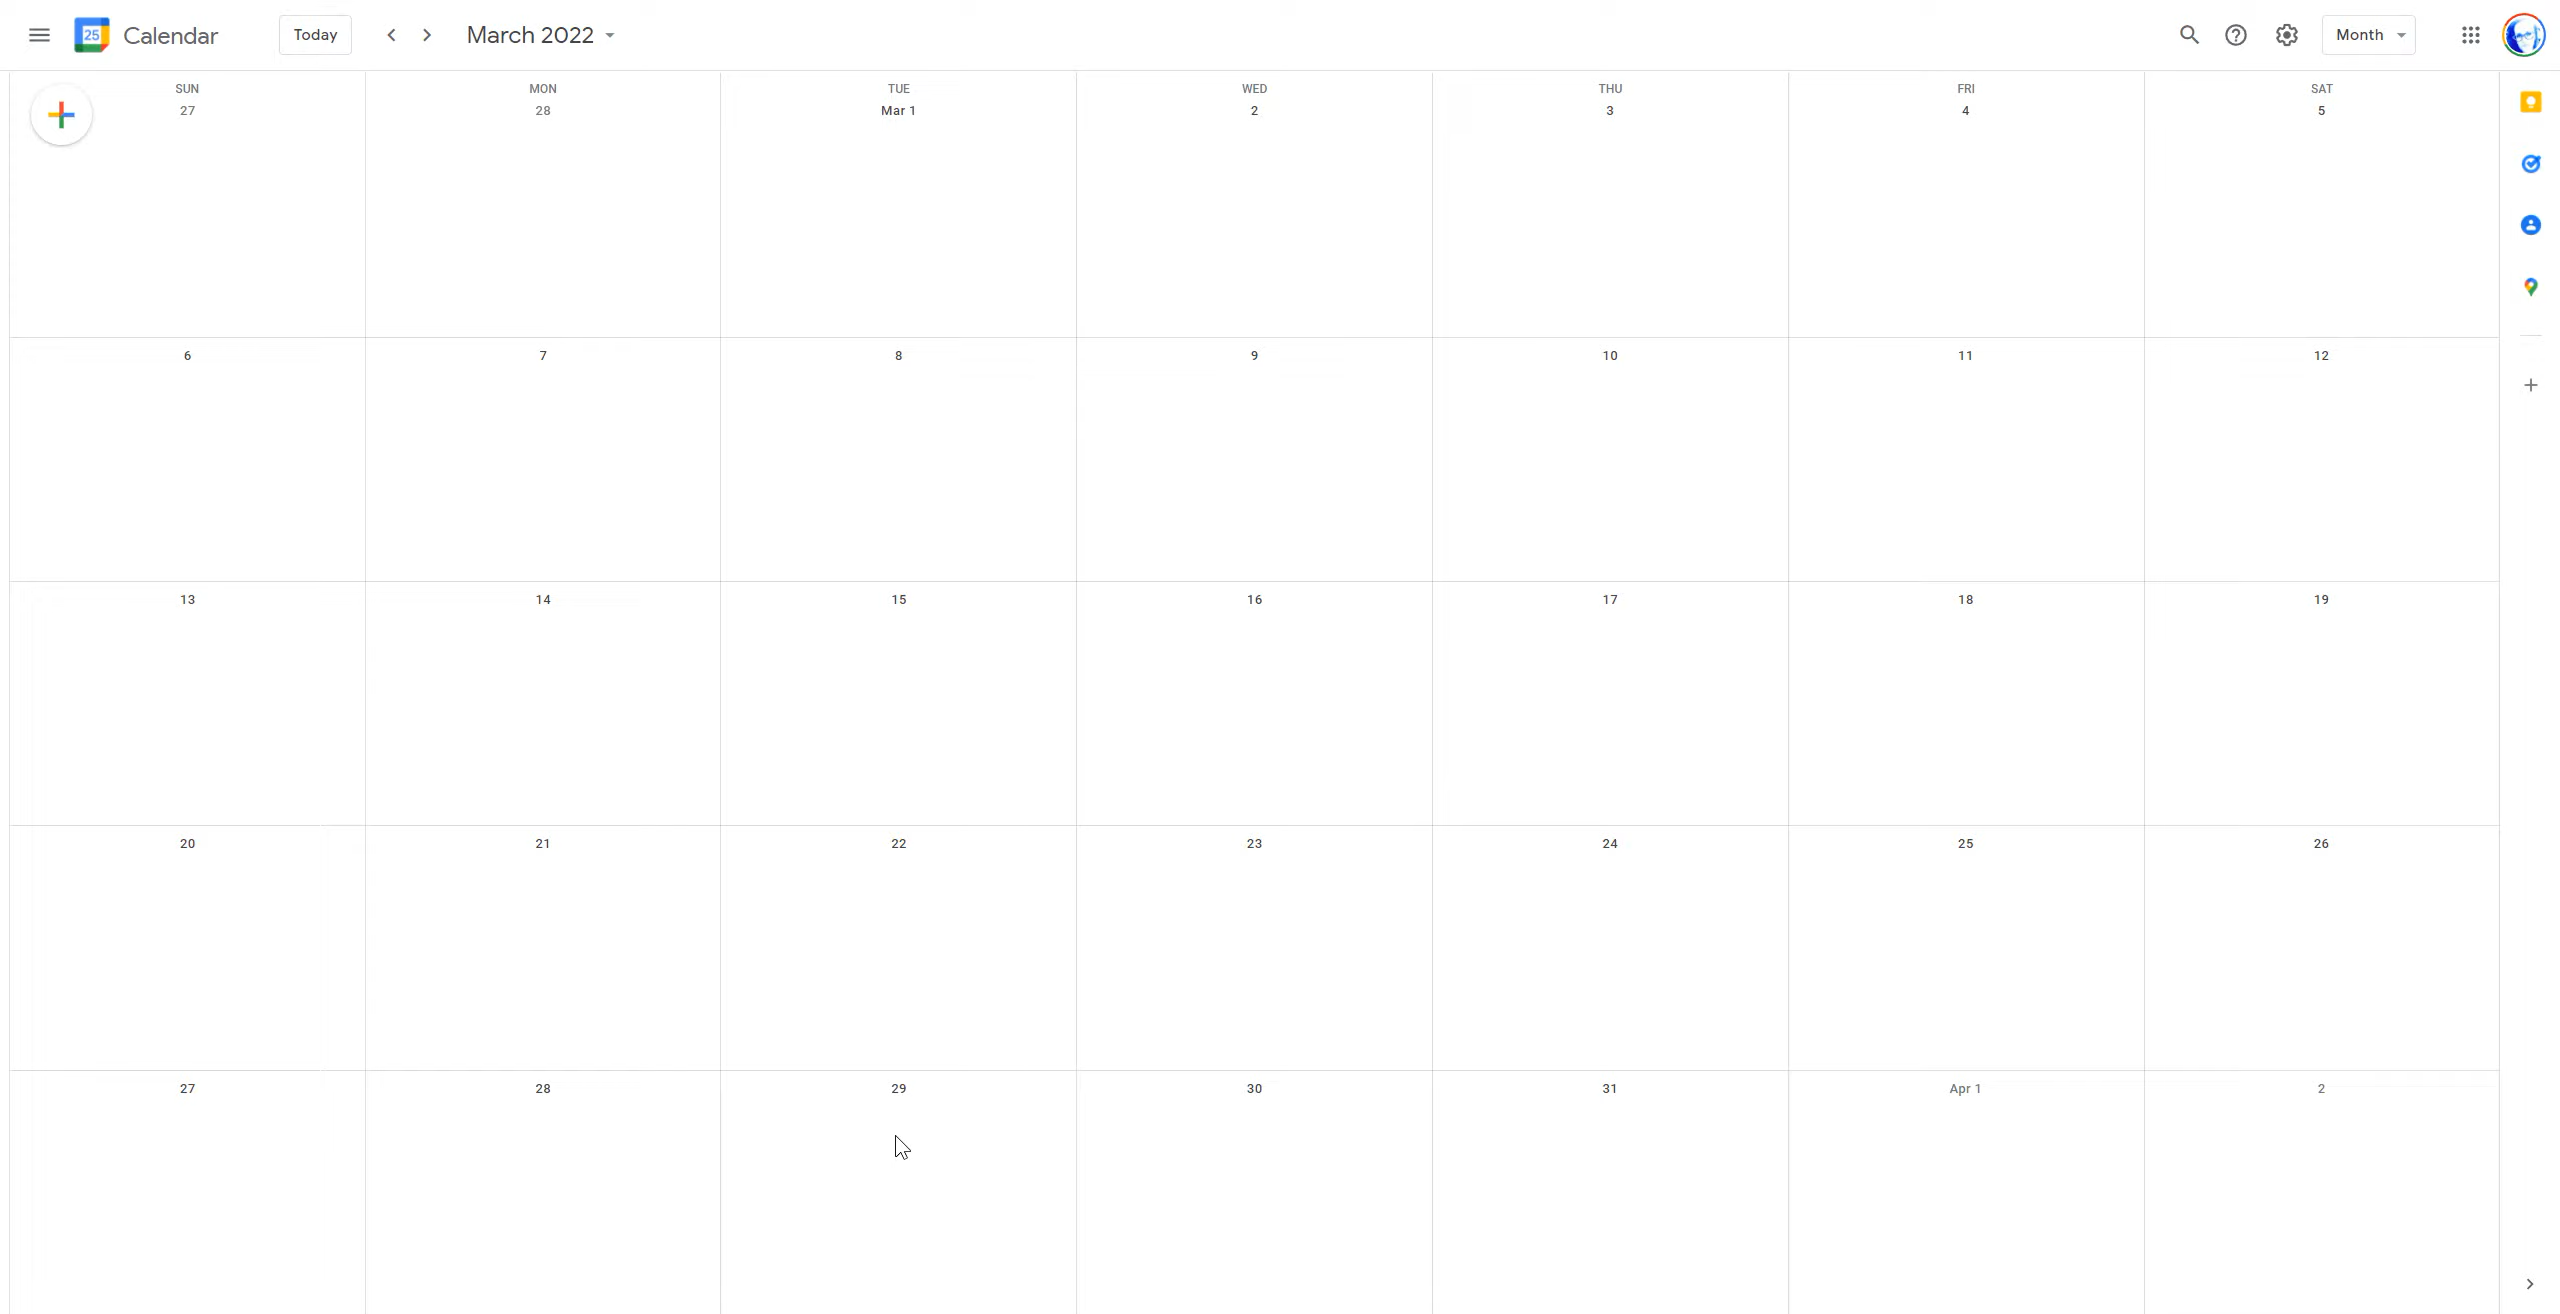 25 Calendar Today March 2022 Month
SUN MON TUE WED THU FRI SAT
27 28 Mar 1 2 3 4 5
6 7 8 9 10 11 12
13 14 15 16 17 18 19
20 21 22 23 24 25 26
27 28 29 30 31 Apr 1 2